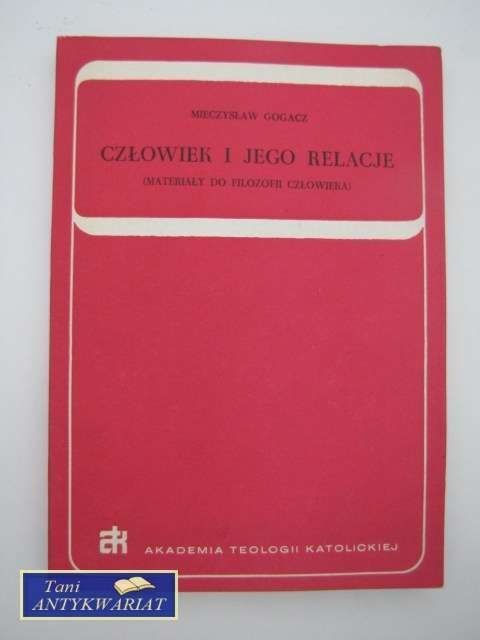 MIECZYSŁAW GOGACZ
CZŁOWIEK I JEGO RELACJE
(MATERIAŁY DO FILOZOFII CZŁOWIEKA)
atk AKADEMIA TEOLOGII KATOLICKIEJ
Tani
ANTYKWARIAT